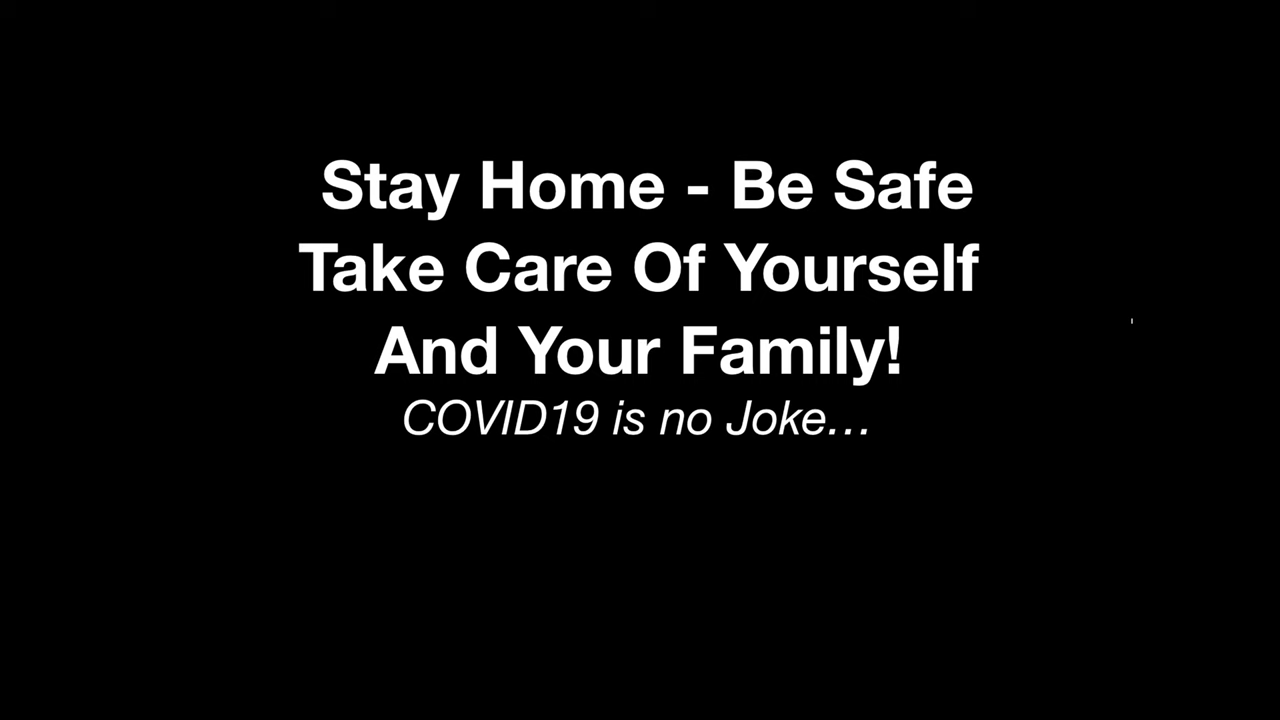 Stay Home - Be Safe
Take Care Of Yourself
And Your Family!
COVID19 is no Joke…